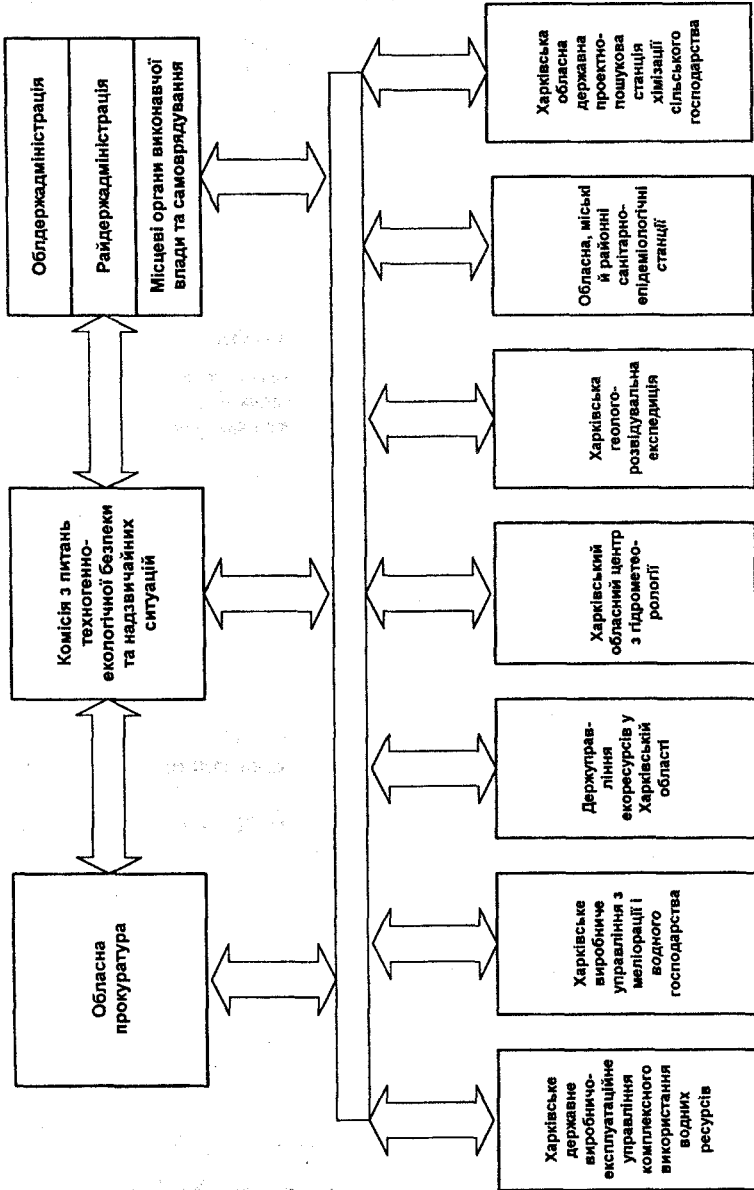 Обласна
прокуратура
Комісія з питань
техногенно-
екологічної безпеки
та надзвичайних
ситуацій
Облдержадміністрація
Райдержадміністрація
Місцеві органи виконавчої
влади та самоврядування
Харківське
державне
виробничо-
експлуатаційне
управління
комплексного
використання
водних
ресурсів
Харківське
виробниче
управління з
меліорації і
водного
господарства
Держуправ-
ління
екоресурсів у
Харківській
області
Харківський
обласний центр
з гідрометео-
рології
Харківська
геолого-
розвідувальна
експедиція
Обласна, міські
й районні
санітарно-
епідеміологічні
станції
Харківська
обласна
державна
проектно-
пошукова
станція
хімізації
сільського
господарства